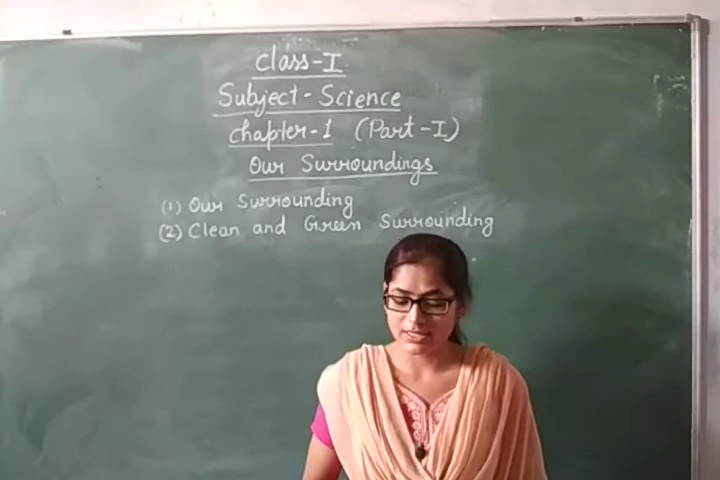 Class-I
Subject-Science
Chapter-1 (Part-I)
Our Surroundings
(1) Our Surrounding
(2) Clean and Green Surrounding